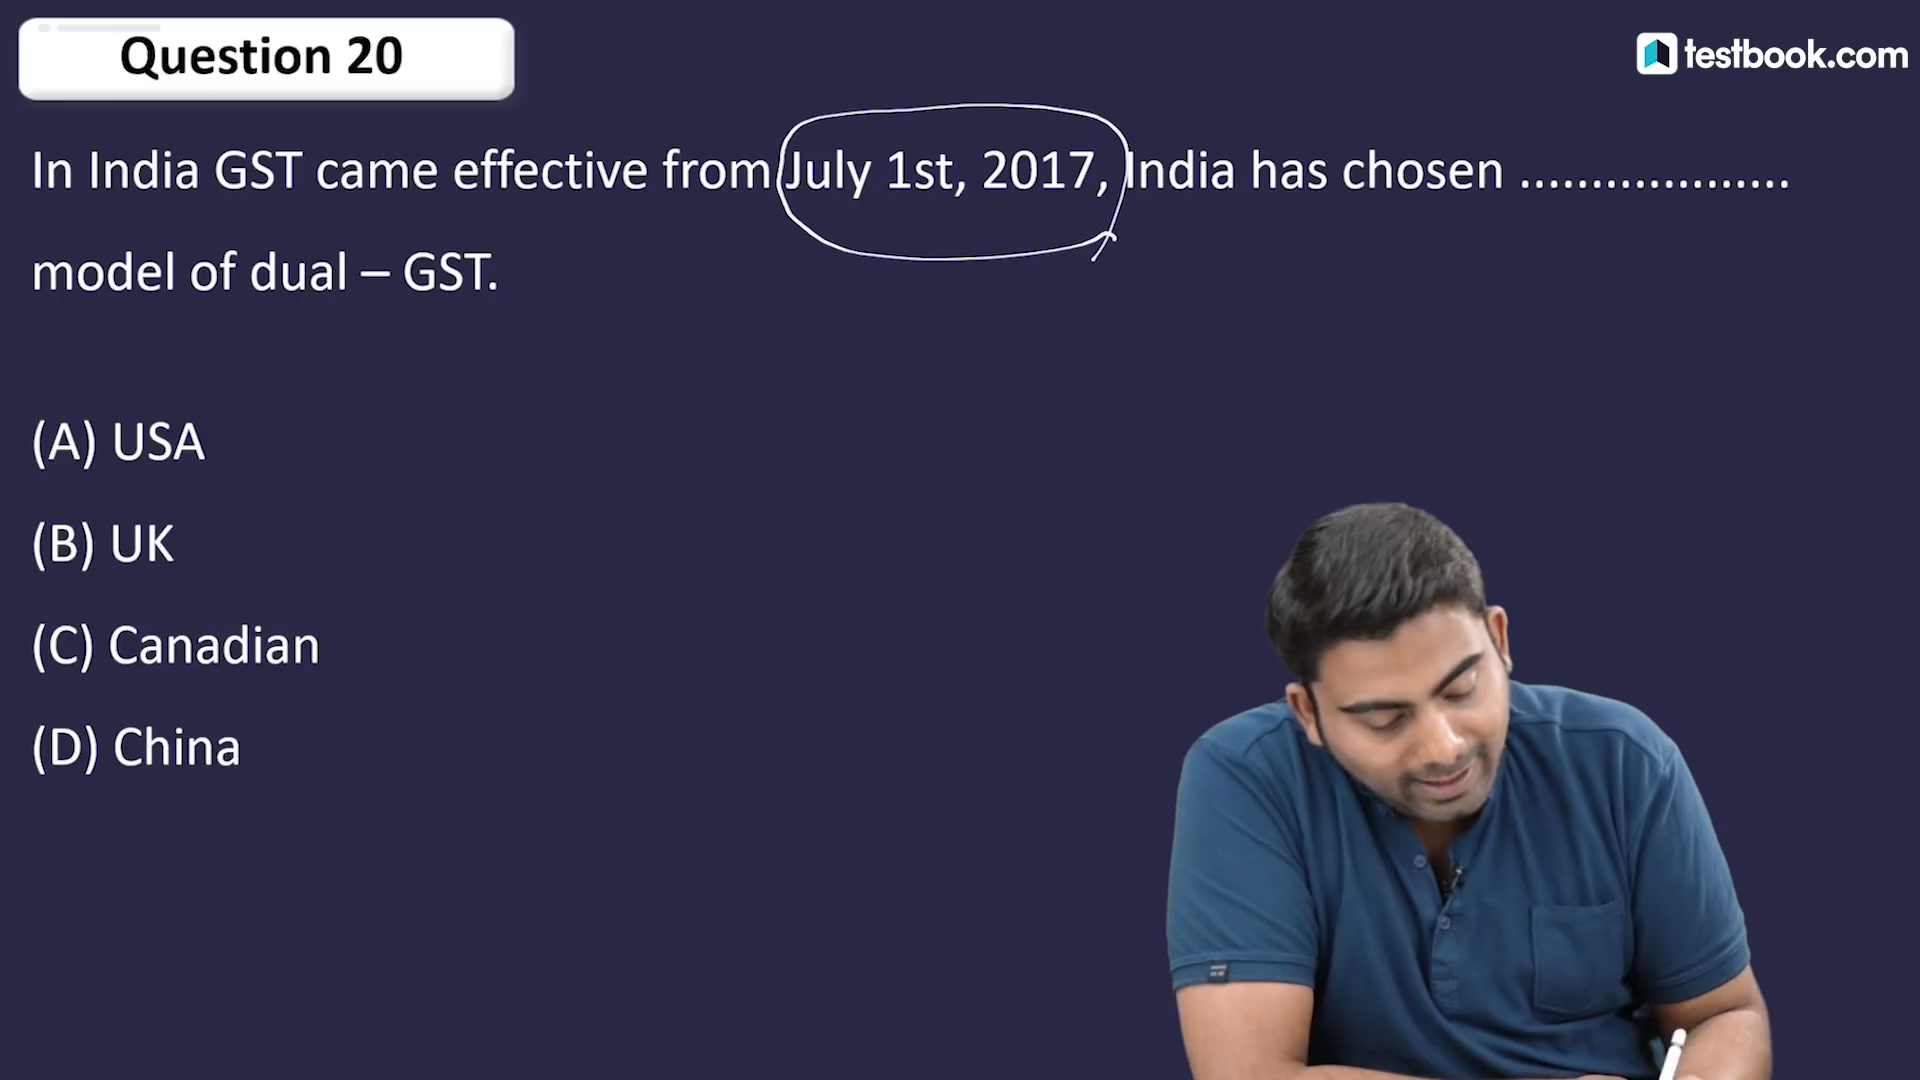 Question 20
testbook.com
In India GST came effective from July 1st, 2017, India has chosen ...................
model of dual – GST.
(A) USA
(B) UK
(C) Canadian
(D) China